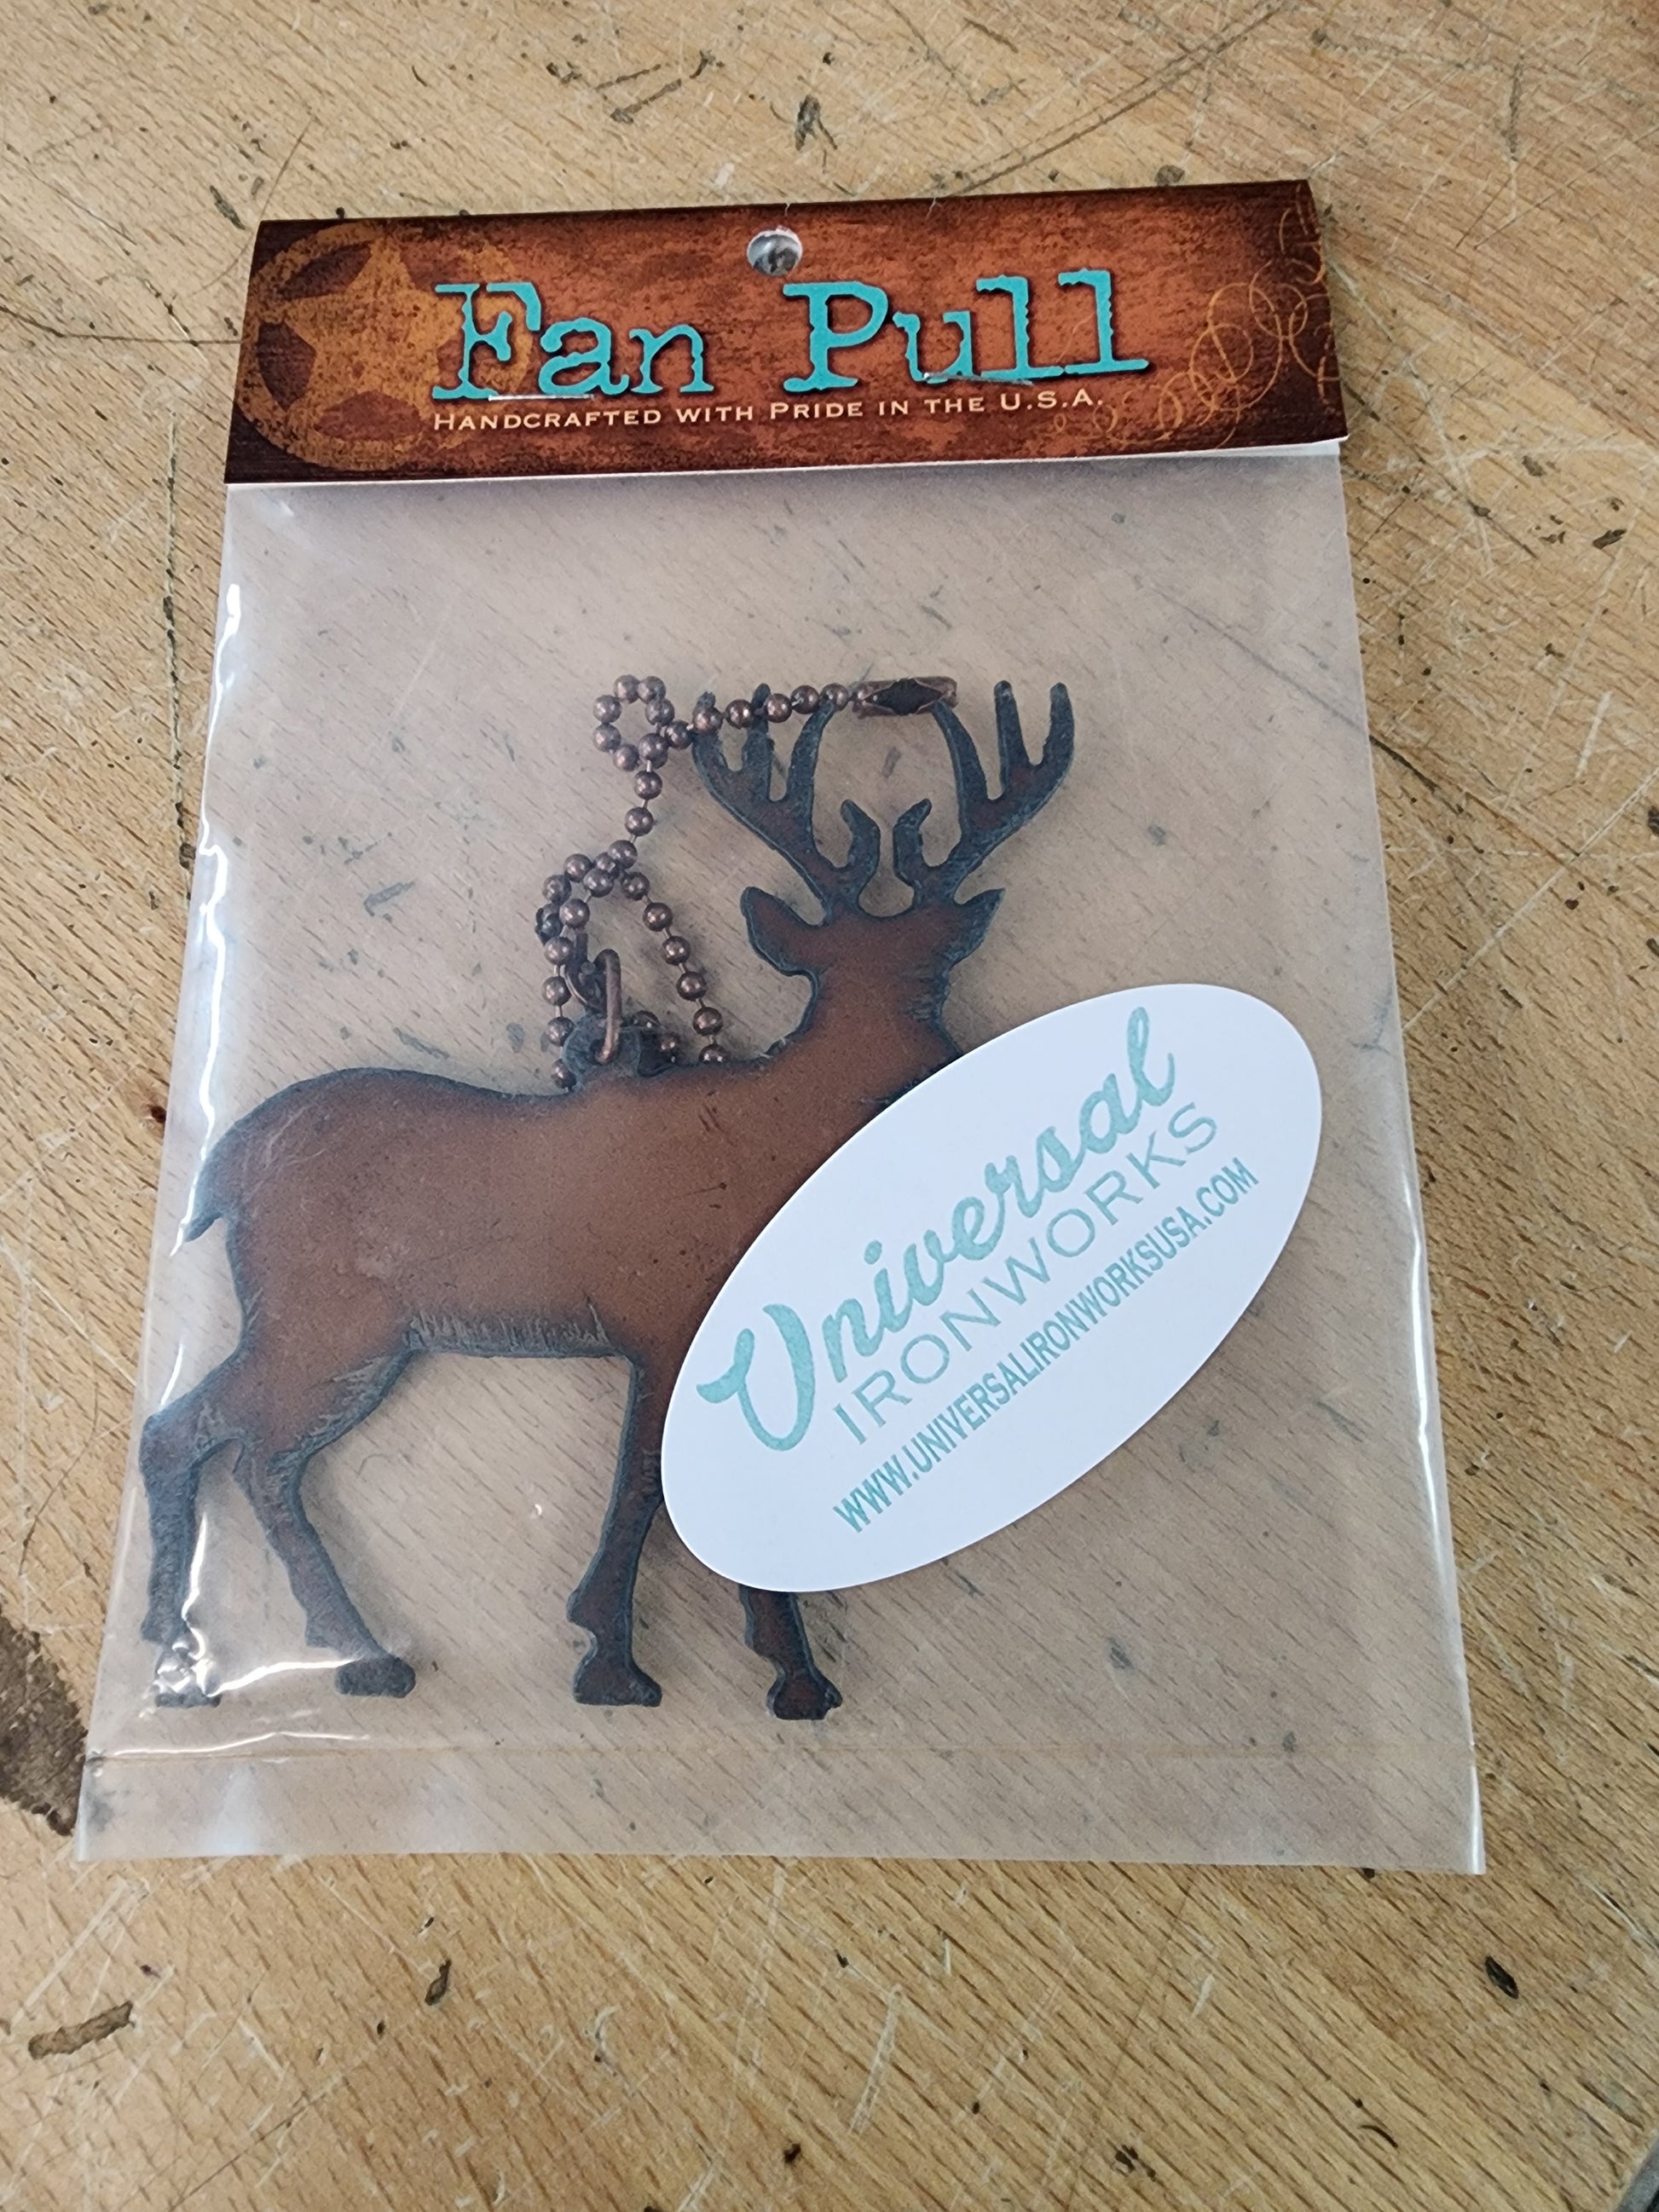 Fan Pull
HANDCRAFTED WITH PRIDE IN THE U.S.A.
Universal
IRONWORKS
WWW.UNIVERSALIRONWORKSUSA.COM